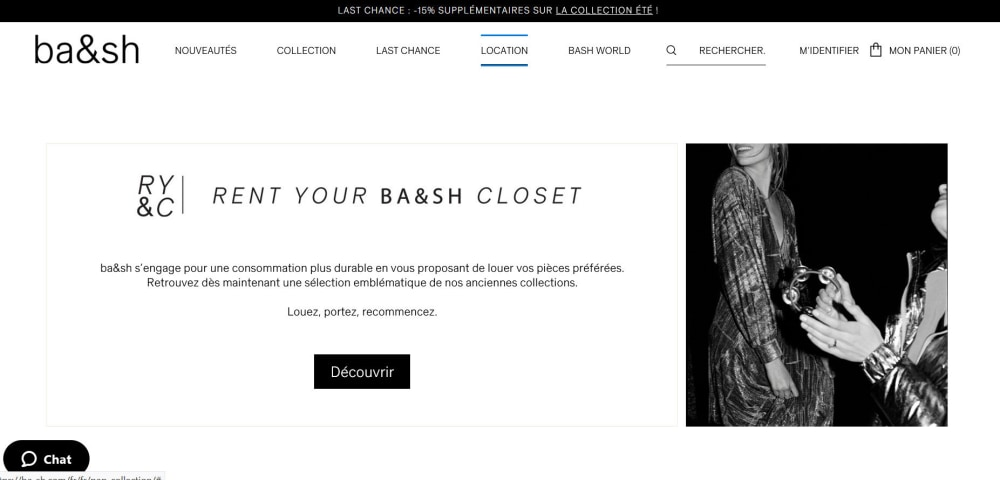 LAST CHANCE : -15% SUPPLÉMENTAIRES SUR LA COLLECTION ÉTÉ !
ba&sh
NOUVEAUTÉS
COLLECTION
LAST CHANCE
LOCATION
BASH WORLD
RECHERCHER.
M'IDENTIFIER
MON PANIER (0)
RY
&C
RENT YOUR BA&SH CLOSET
ba&sh s'engage pour une consommation plus durable en vous proposant de louer vos pièces préférées.
Retrouvez dès maintenant une sélection emblématique de nos anciennes collections.
Louez, portez, recommencez.
Découvrir
Chat